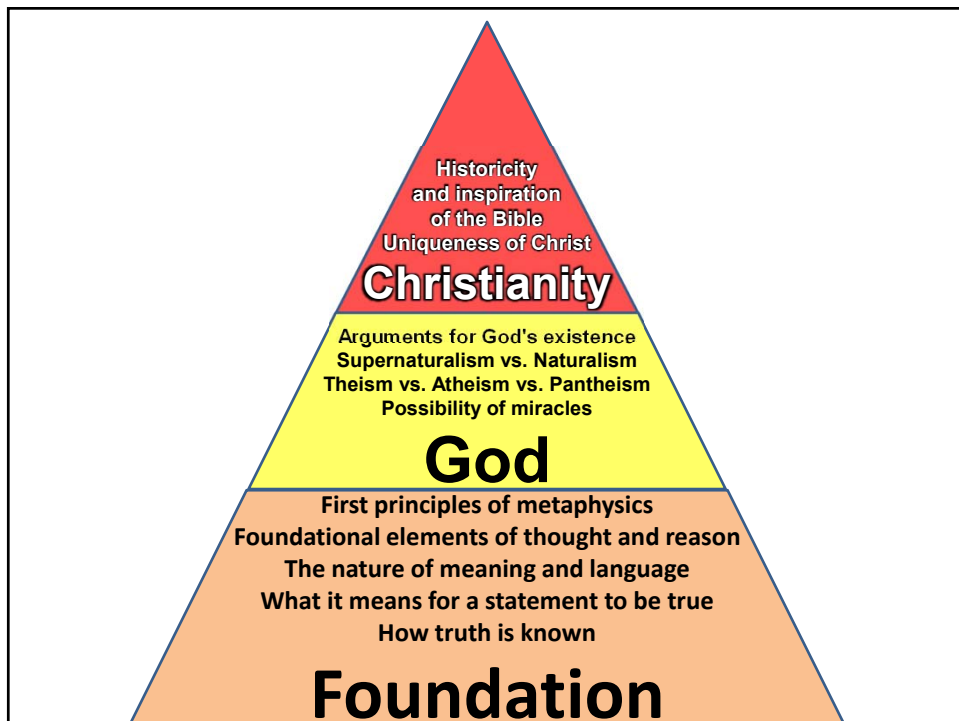 Historicity
and inspiration
of the Bible
Uniqueness of Christ
Christianity
Arguments for God's existence
Supernaturalism vs. Naturalism
Theism vs. Atheism vs. Pantheism
Possibility of miracles
God
First principles of metaphysics
Foundational elements of thought and reason
The nature of meaning and language
What it means for a statement to be true
How truth is known
Foundation